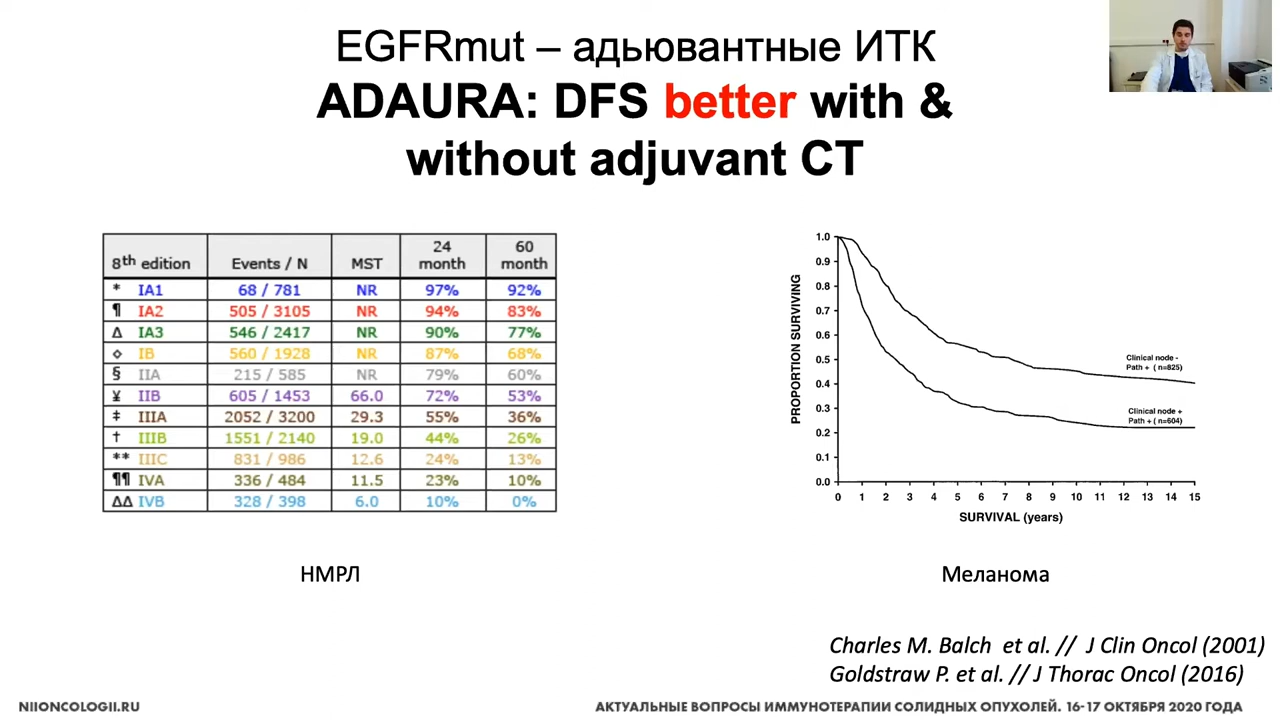 EGFRmut – адьювантные ИТК
ADAURA: DFS better with &
without adjuvant CT
8th edition Events / N MST 24 month 60 month
* IA1 68 / 781 NR 97% 92%
¶ IA2 505 / 3105 NR 94% 83%
Δ IA3 546 / 2417 NR 90% 77%
◇ IB 560 / 1928 NR 87% 68%
§ IIA 215 / 585 NR 79% 60%
¥ IIB 605 / 1453 66.0 72% 53%
‡ IIIA 2052 / 3200 29.3 55% 36%
† IIIB 1551 / 2140 19.0 44% 26%
** IIIC 831 / 986 12.6 24% 13%
¶¶ IVA 336 / 484 11.5 23% 10%
ΔΔ IVB 328 / 398 6.0 10% 0%
НМРЛ
PROPORTION SURVIVING
1.0
0.9
0.8
0.7
0.6
0.5
0.4
0.3
0.2
0.1
0.0
Clinical node -
Path + ( n=825)
Clinical node +
Path + ( n=604)
0 1 2 3 4 5 6 7 8 9 10 11 12 13 14 15
SURVIVAL (years)
Меланома
Charles M. Balch et al. // J Clin Oncol (2001)
Goldstraw P. et al. // J Thorac Oncol (2016)
NIIONCOLOGII.RU
АКТУАЛЬНЫЕ ВОПРОСЫ ИММУНОТЕРАПИИ СОЛИДНЫХ ОПУХОЛЕЙ. 16-17 ОКТЯБРЯ 2020 ГОДА